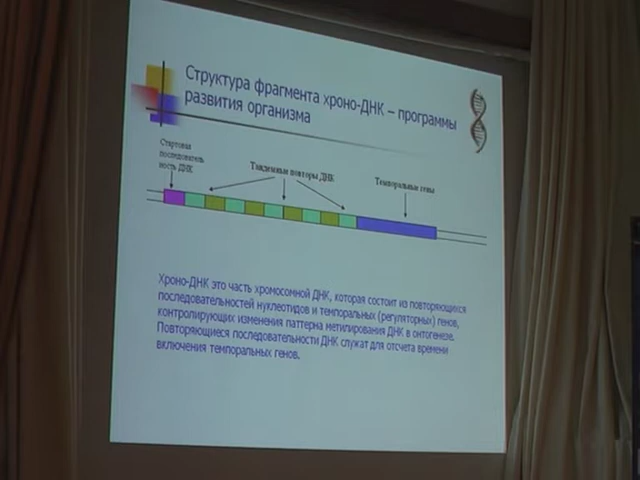 Структура фрагмента хроно-ДНК – программы
развития организма
Стартовая
последователь
ность ДНК
Тандемные повторы ДНК
Темпоральные гены
Хроно-ДНК это часть хромосомной ДНК, которая состоит из повторяющихся
последовательностей нуклеотидов и темпоральных (регуляторных) генов,
контролирующих изменения паттерна метилирования ДНК в онтогенезе.
Повторяющиеся последовательности ДНК служат для отсчета времени
включения темпоральных генов.